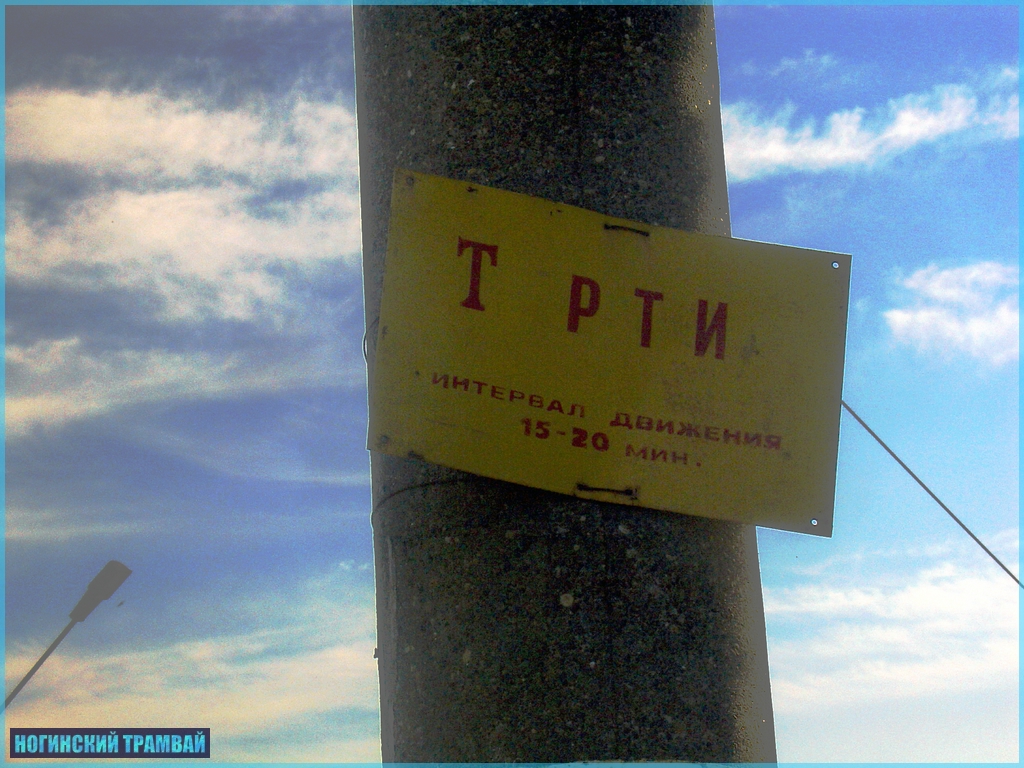 Т РТИ
ИНТЕРВАЛ ДВИЖЕНИЯ
15-20 МИН.
НОГИНСКИЙ ТРАМВАЙ